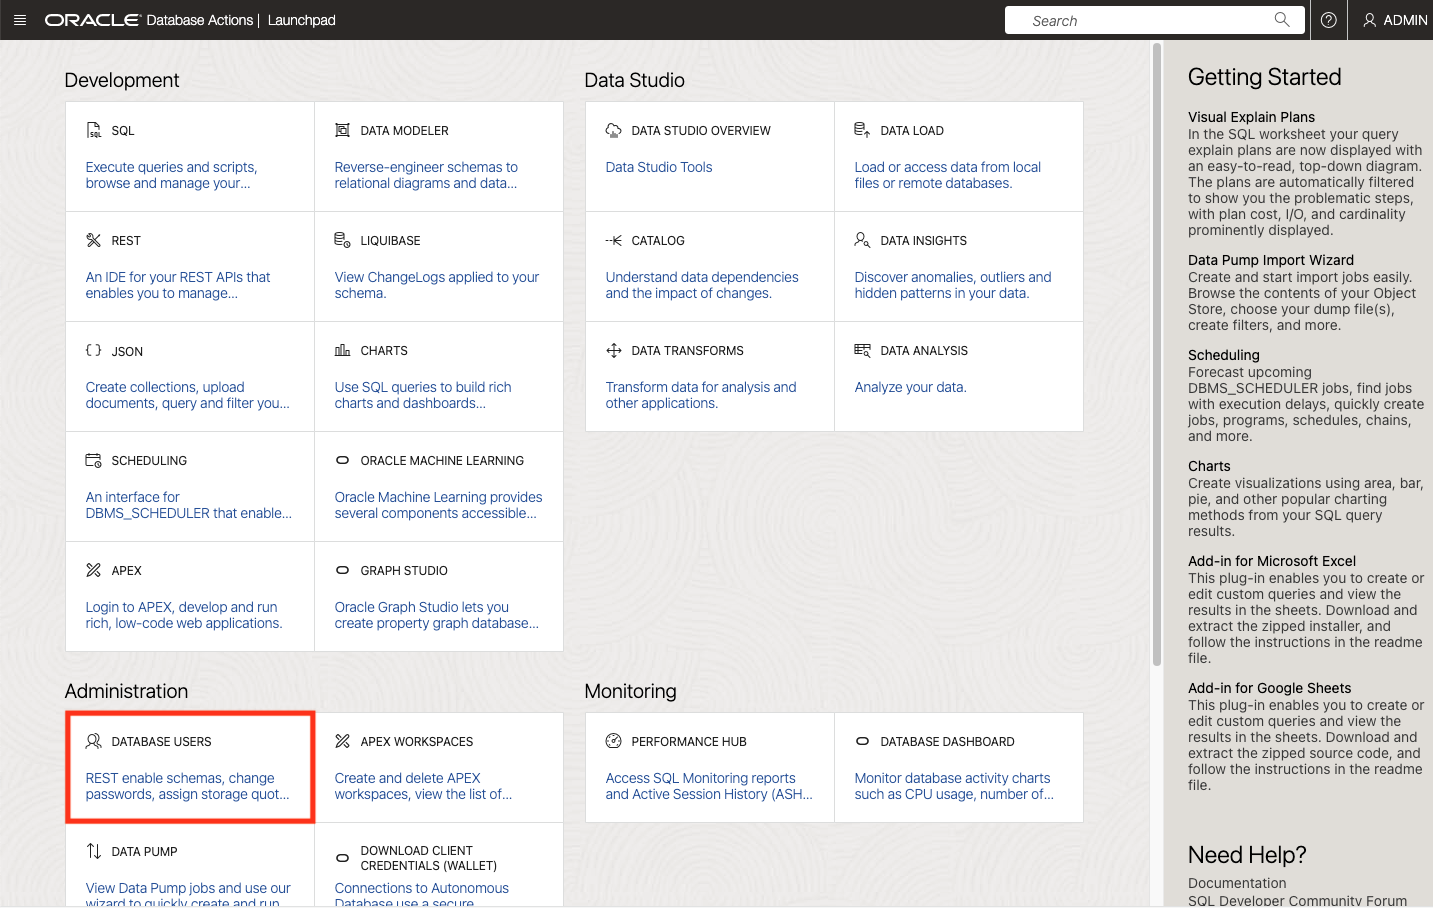 ORACLE Database Actions | Launchpad
Search
ADMIN
Development
SQL
Execute queries and scripts,
browse and manage your...
DATA MODELER
Reverse-engineer schemas to
relational diagrams and data...
REST
An IDE for your REST APIs that
enables you to manage...
LIQUIBASE
View ChangeLogs applied to your
schema.
JSON
Create collections, upload
documents, query and filter you...
CHARTS
Use SQL queries to build rich
charts and dashboards...
SCHEDULING
An interface for
DBMS_SCHEDULER that enable...
ORACLE MACHINE LEARNING
Oracle Machine Learning provides
several components accessible...
APEX
Login to APEX, develop and run
rich, low-code web applications.
GRAPH STUDIO
Oracle Graph Studio lets you
create property graph database...
Data Studio
DATA STUDIO OVERVIEW
Data Studio Tools
DATA LOAD
Load or access data from local
files or remote databases.
CATALOG
Understand data dependencies
and the impact of changes.
DATA INSIGHTS
Discover anomalies, outliers and
hidden patterns in your data.
DATA TRANSFORMS
Transform data for analysis and
other applications.
DATA ANALYSIS
Analyze your data.
Administration
DATABASE USERS
REST enable schemas, change
passwords, assign storage quot...
APEX WORKSPACES
Create and delete APEX
workspaces, view the list of...
DATA PUMP
View Data Pump jobs and use our
wizard to quickly create and run
DOWNLOAD CLIENT
CREDENTIALS (WALLET)
Connections to Autonomous
Database use a secure
Monitoring
PERFORMANCE HUB
Access SQL Monitoring reports
and Active Session History (ASH...
DATABASE DASHBOARD
Monitor database activity charts
such as CPU usage, number of...
Getting Started
Visual Explain Plans
In the SQL worksheet your query
explain plans are now displayed with
an easy-to-read, top-down diagram.
The plans are automatically filtered
to show you the problematic steps,
with plan cost, I/O, and cardinality
prominently displayed.
Data Pump Import Wizard
Create and start import jobs easily.
Browse the contents of your Object
Store, choose your dump file(s),
create filters, and more.
Scheduling
Forecast upcoming
DBMS_SCHEDULER jobs, find jobs
with execution delays, quickly create
jobs, programs, schedules, chains,
and more.
Charts
Create visualizations using area, bar,
pie, and other popular charting
methods from your SQL query
results.
Add-in for Microsoft Excel
This plug-in enables you to create or
edit custom queries and view the
results in the sheets. Download and
extract the zipped installer, and
follow the instructions in the readme
file.
Add-in for Google Sheets
This plug-in enables you to create or
edit custom queries and view the
results in the sheets. Download and
extract the zipped source code, and
follow the instructions in the readme
file.
Need Help?
Documentation
SQL Developer Community Forum